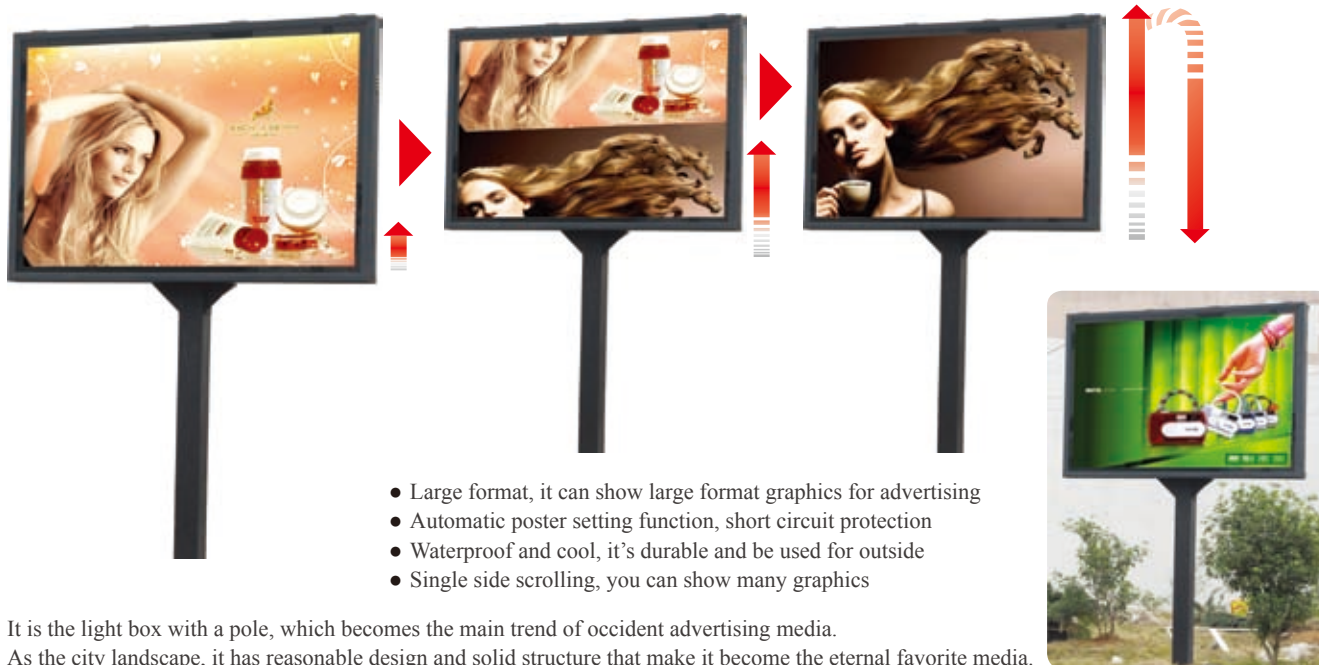 ● Large format, it can show large format graphics for advertising
● Automatic poster setting function, short circuit protection
● Waterproof and cool, it’s durable and be used for outside
● Single side scrolling, you can show many graphics
It is the light box with a pole, which becomes the main trend of occident advertising media.
As the city landscape, it has reasonable design and solid structure that make it become the eternal favorite media.